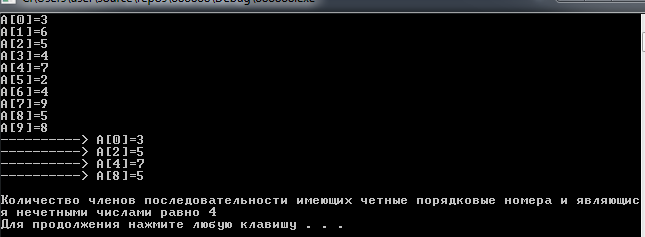 A[0]=3
A[1]=6
A[2]=5
A[3]=4
A[4]=7
A[5]=2
A[6]=4
A[7]=9
A[8]=5
A[9]=8
----------> A[0]=3
----------> A[2]=5
----------> A[4]=7
----------> A[8]=5
Количество членов последовательности имеющих четные порядковые номера и являющис
я нечетными числами равно 4
Для продолжения нажмите любую клавишу . . .